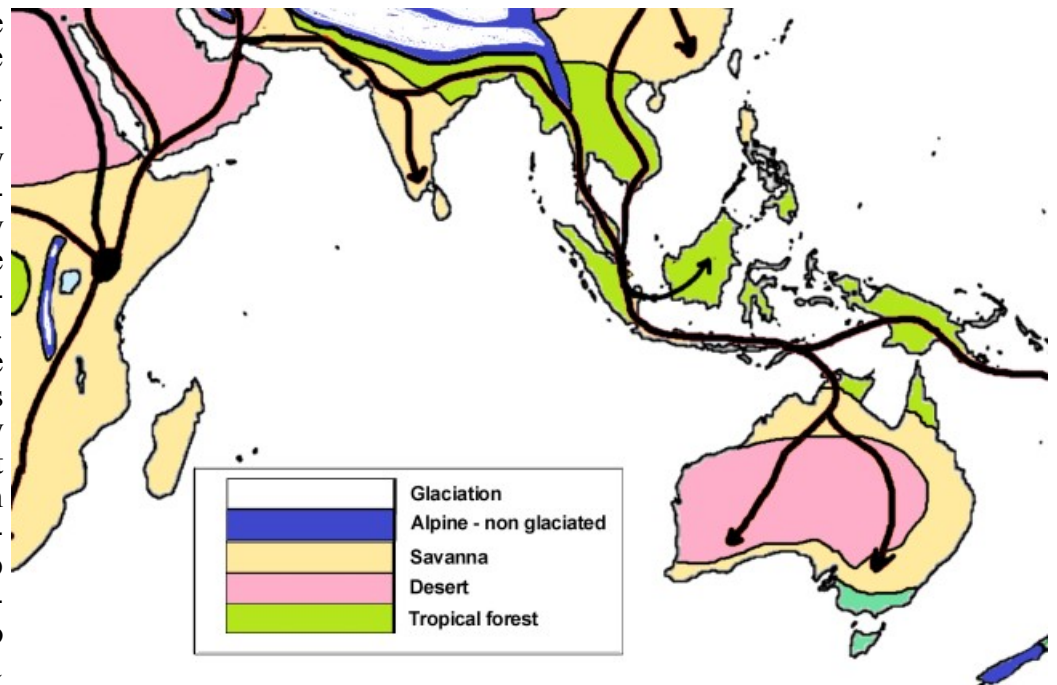 Glaciation
Alpine - non glaciated
Savanna
Desert
Tropical forest